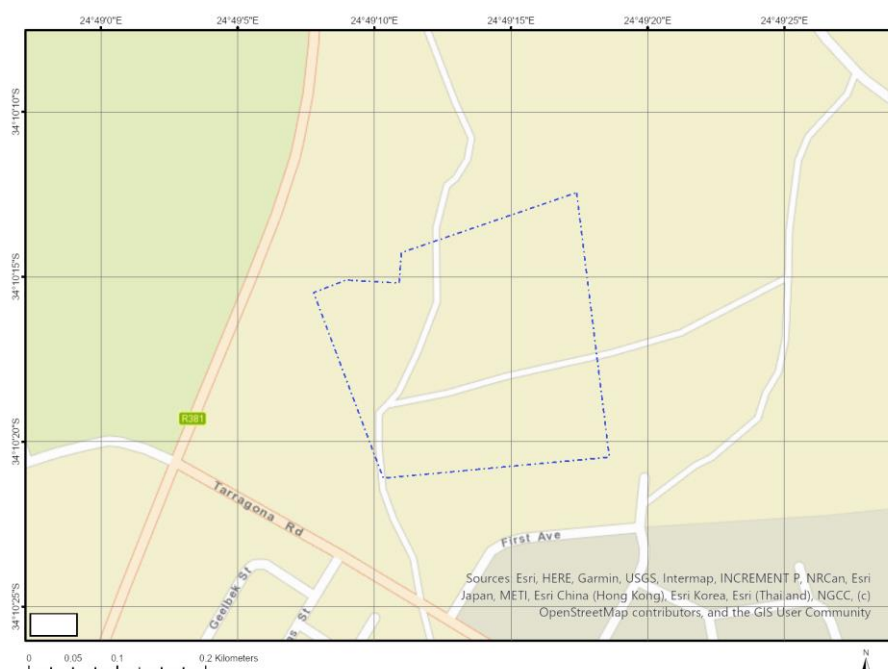 24°49'0"E 24°49'5"E 24°49'10"E 24°49'15"E 24°49'20"E 24°49'25"E
34°10'10"S
34°10'15"S
34°10'20"S
34°10'25"S
R381
Tarragona Rd
First Ave
Geelbek St
St
Sources: Esri, HERE, Garmin, USGS, Intermap, INCREMENT P, NRCan, Esri
Japan, METI, Esri China (Hong Kong), Esri Korea, Esri (Thailand), NGCC, (c)
OpenStreetMap contributors, and the GIS User Community
0 0.05 0.1 0.2 Kilometers
N